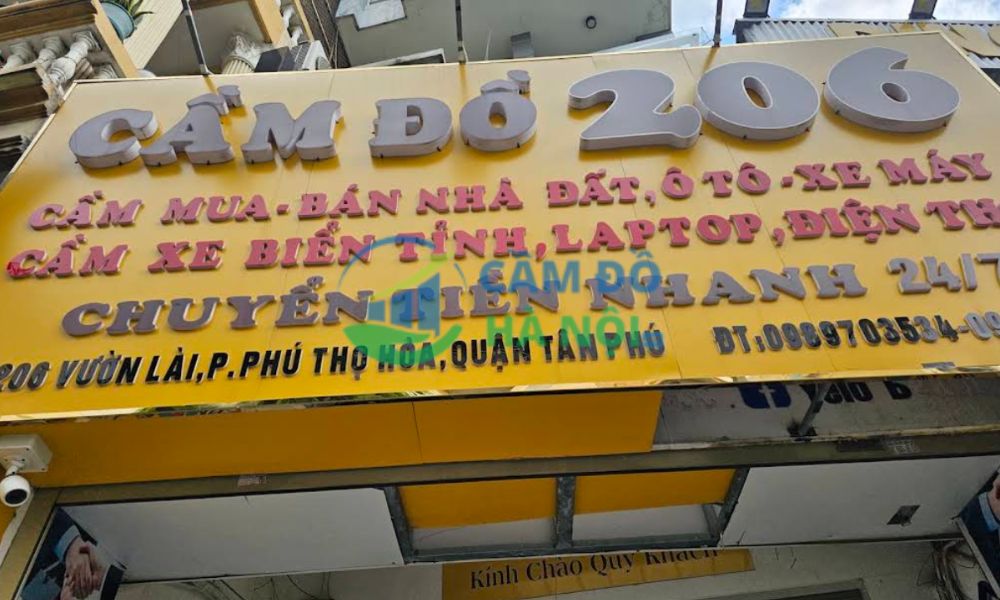 CẦM ĐỒ 206
CẦM MUA-BÁN NHÀ ĐẤT,Ô TÔ-XE MÁY
CẦM XE BIỂN TỈNH,LAPTOP,ĐIỆN TH
CHUYỂN TIỀN NHANH 24/7
CẦM ĐỒ
HÀ NỘI
206 VƯỜN LÀI,P.PHÚ THỌ HÒA,QUẬN TÂN PHÚ ĐT:0989703534-09
Kính Chào Quý Khách